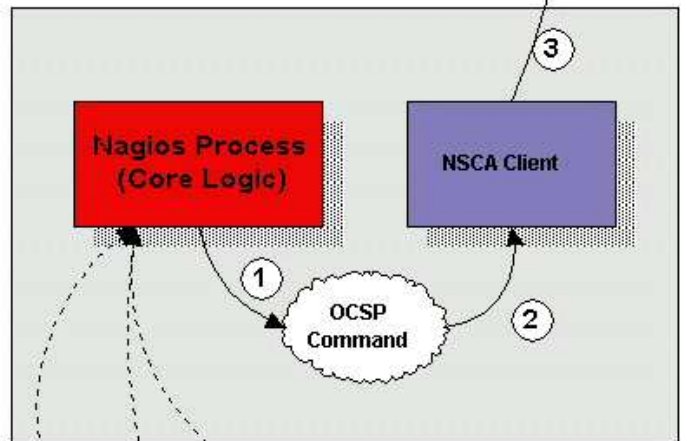 3
Nagios Process
(Core Logic)
NSCA Client
1
OCSP
Command
2